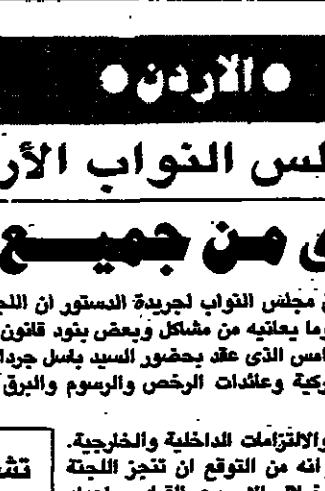 ● الاردن ●
لس النواب الأر
ى من جميع
مجلس النواب لجريدة الدستور ان اللج
وما يعانيه من مشاكل وبعض بنود قانون
امس الذى عقد بحضور السيد باسل جردا
ركية وعائدات الرخص والرسوم والبرق
والالتزامات الداخلية والخارجية.
انه من التوقع ان تنجز اللجنة